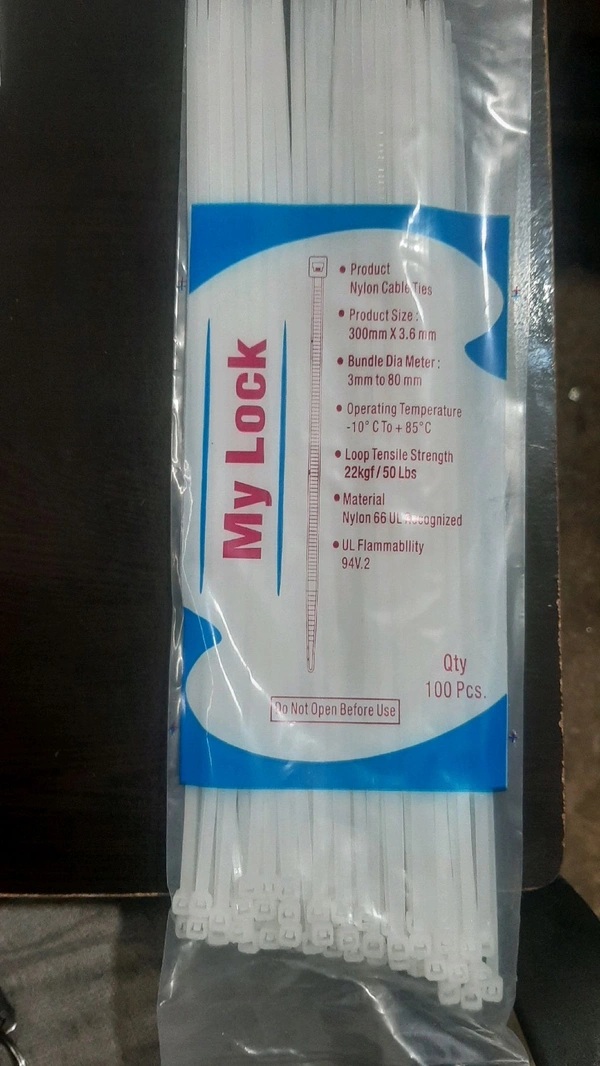 My Lock
Product
Nylon Cable Ties
Product Size :
300mm X 3.6 mm
Bundle Dia Meter :
3mm to 80 mm
Operating Temperature
-10° C To + 85°C
Loop Tensile Strength
22kgf / 50 Lbs
Material
Nylon 66 UL Recognized
UL Flammability
94V.2
Qty
100 Pcs.
Do Not Open Before Use